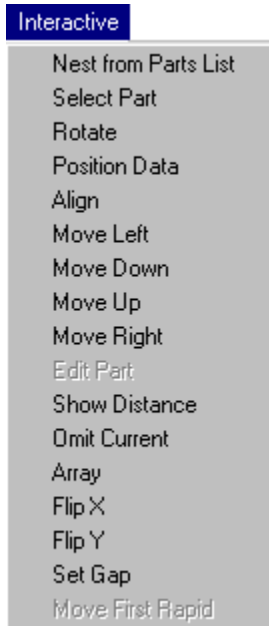 Interactive
Nest from Parts List
Select Part
Rotate
Position Data
Align
Move Left
Move Down
Move Up
Move Right
Edit Part
Show Distance
Omit Current
Array
Flip X
Flip Y
Set Gap
Move First Rapid